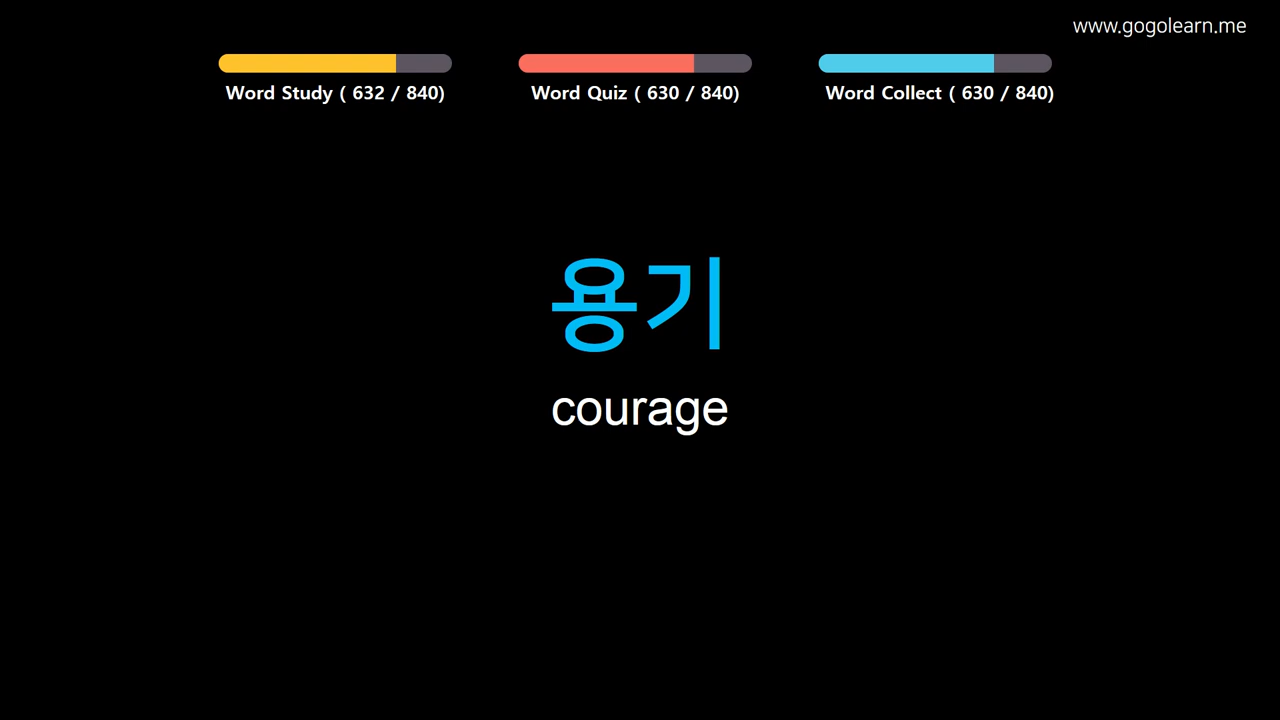 www.gogolearn.me
Word Study ( 632 / 840)
Word Quiz ( 630 / 840)
Word Collect ( 630 / 840)
용기
courage